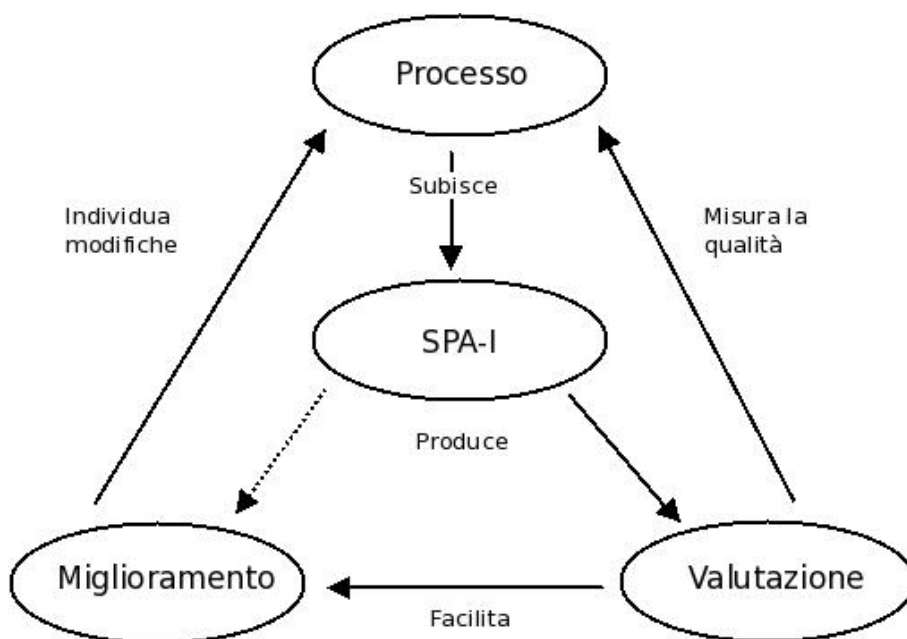 Processo
Subisce
Individua
modifiche
Misura la
qualità
SPA-I
Produce
Miglioramento
Valutazione
Facilita